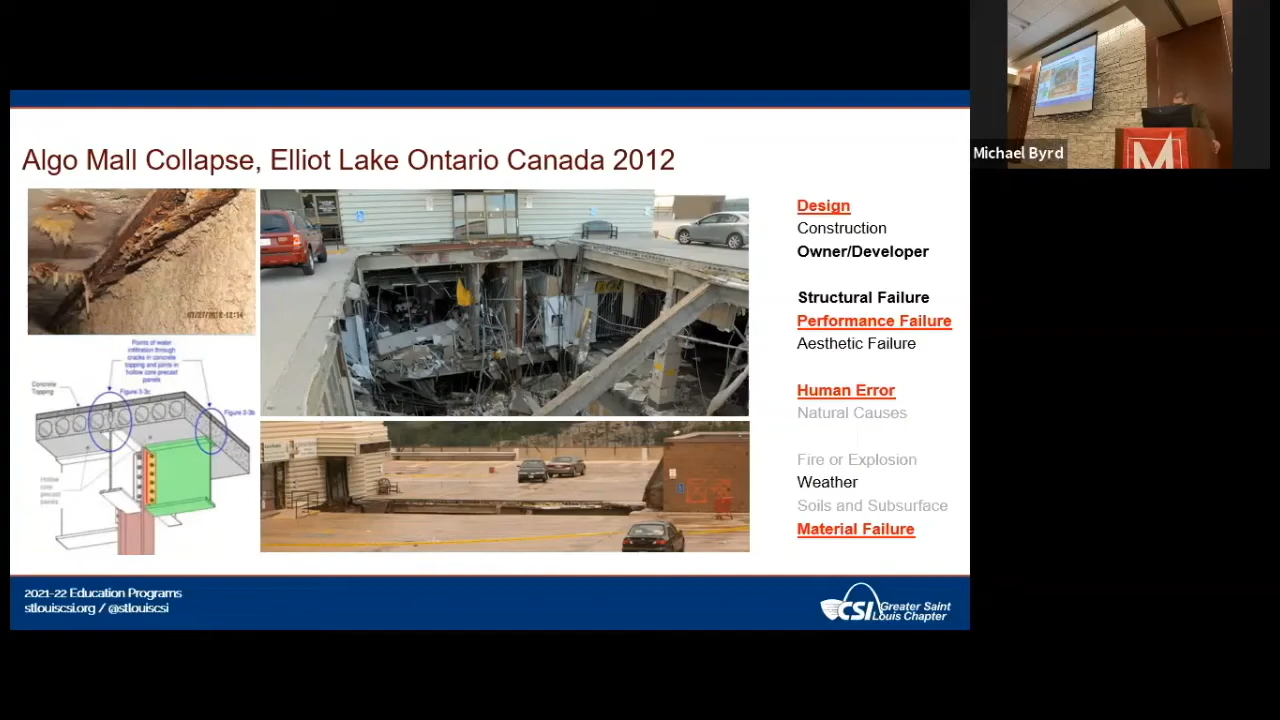 Michael Byrd
Algo Mall Collapse, Elliot Lake Ontario Canada 2012
Points of water
infiltration through
cracks in concrete
topping and joints in
hollow core precast
panels
Concrete
Topping
Figure 3-3c
Figure 3-3b
Hollow
core
precast
panels
Design
Construction
Owner/Developer
Structural Failure
Performance Failure
Aesthetic Failure
Human Error
Natural Causes
Fire or Explosion
Weather
Soils and Subsurface
Material Failure
2021-22 Education Programs
stlouiscsi.org / @stlouiscsi
CSI Greater Saint
Louis Chapter